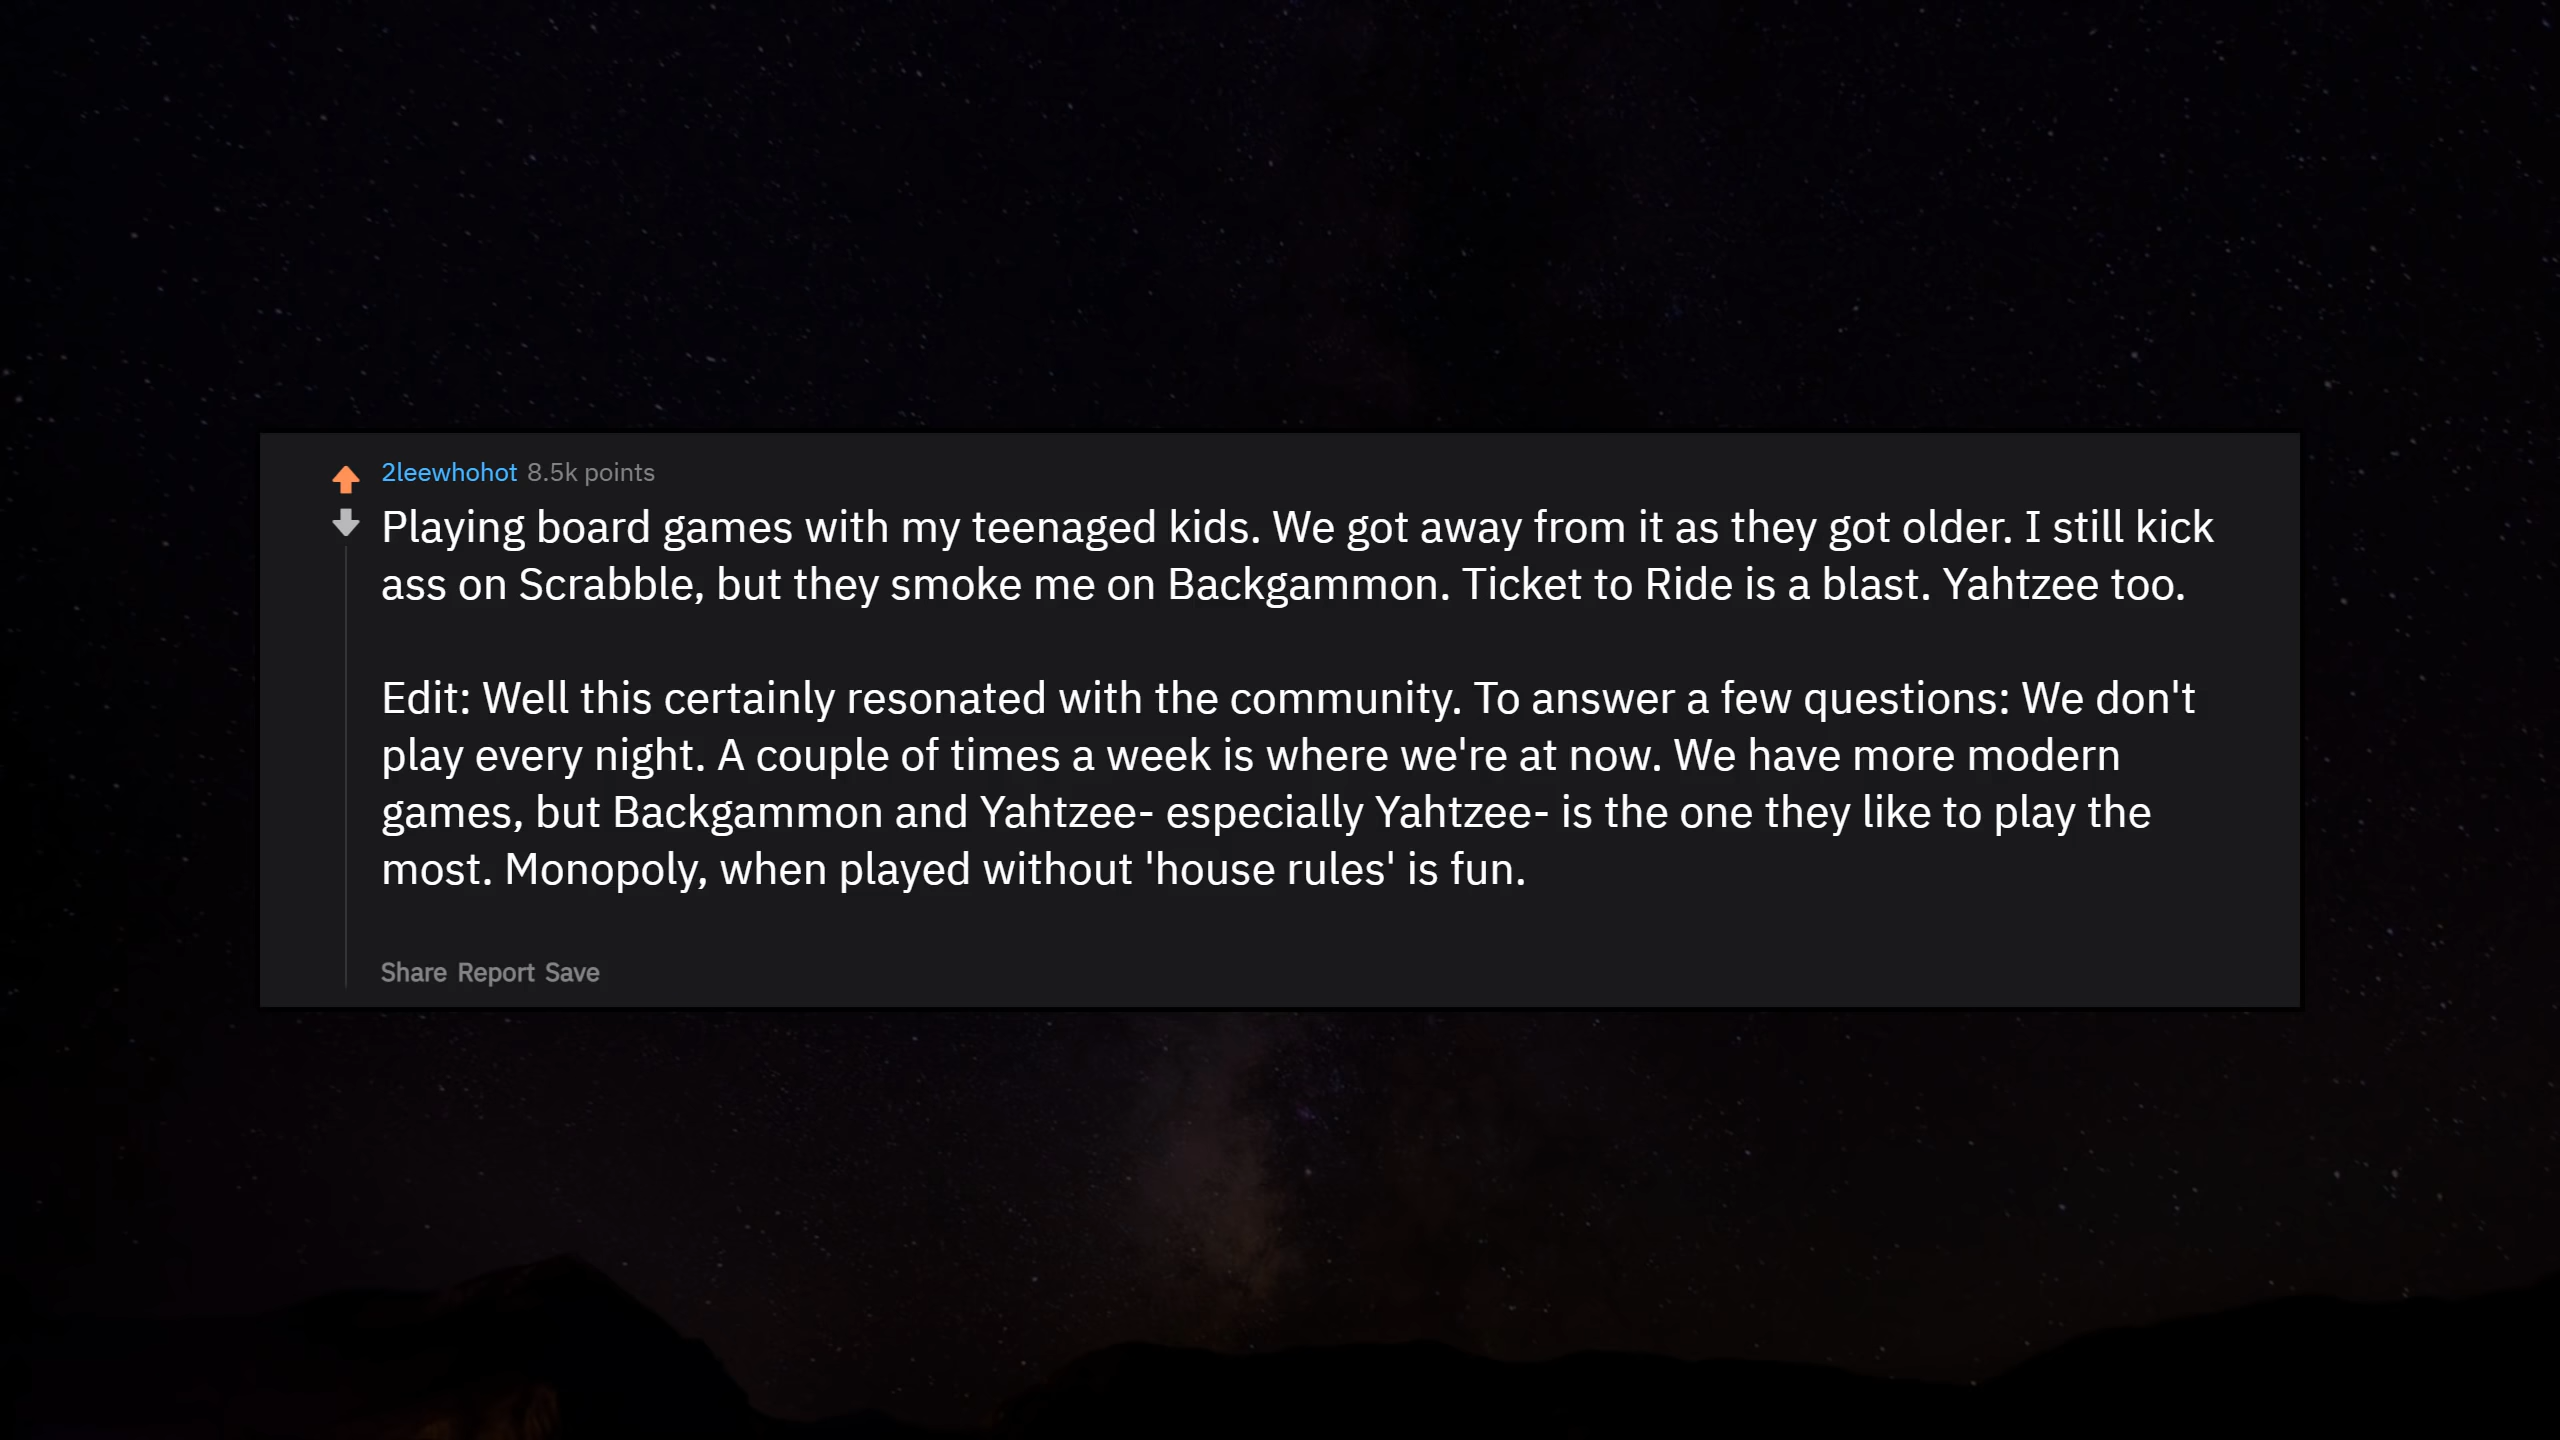 2leewhohot 8.5k points
Playing board games with my teenaged kids. We got away from it as they got older. I still kick
ass on Scrabble, but they smoke me on Backgammon. Ticket to Ride is a blast. Yahtzee too.
Edit: Well this certainly resonated with the community. To answer a few questions: We don't
play every night. A couple of times a week is where we're at now. We have more modern
games, but Backgammon and Yahtzee- especially Yahtzee- is the one they like to play the
most. Monopoly, when played without 'house rules' is fun.
Share Report Save